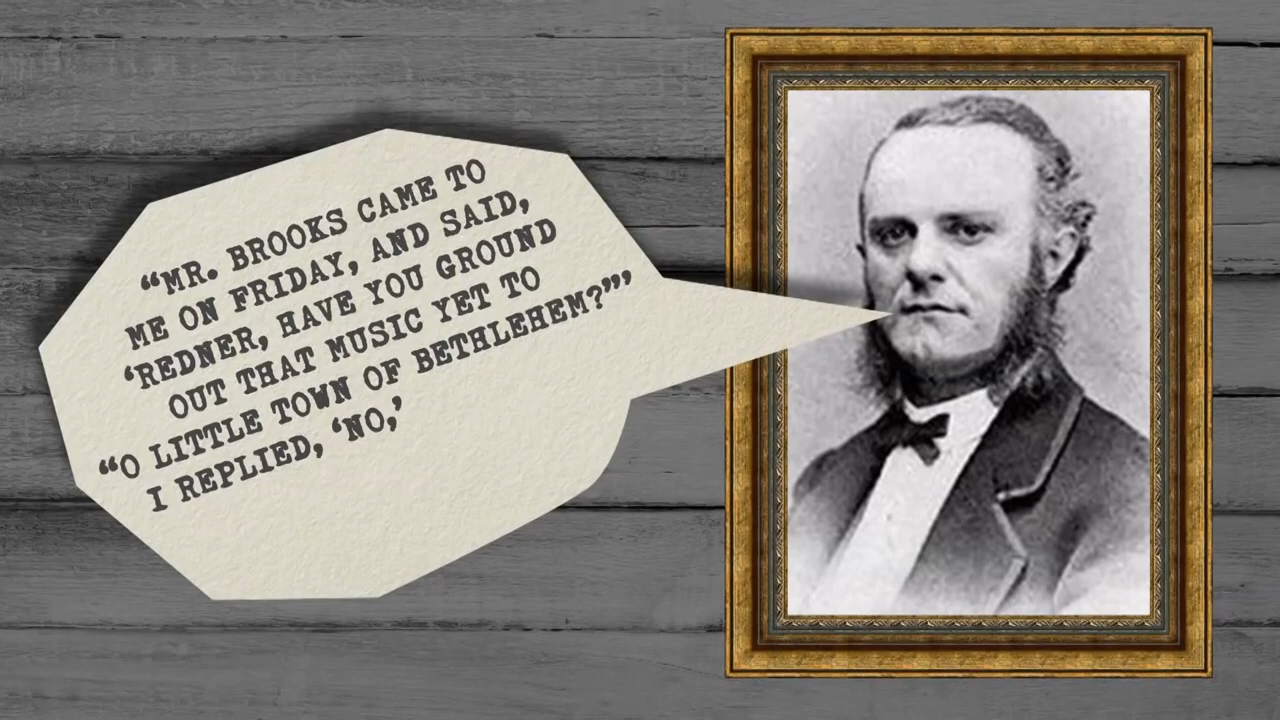 “MR. BROOKS CAME TO
ME ON FRIDAY, AND SAID,
‘REDNER, HAVE YOU GROUND
OUT THAT MUSIC YET TO
“O LITTLE TOWN OF BETHLEHEM?”’,
I REPLIED, ‘NO,’